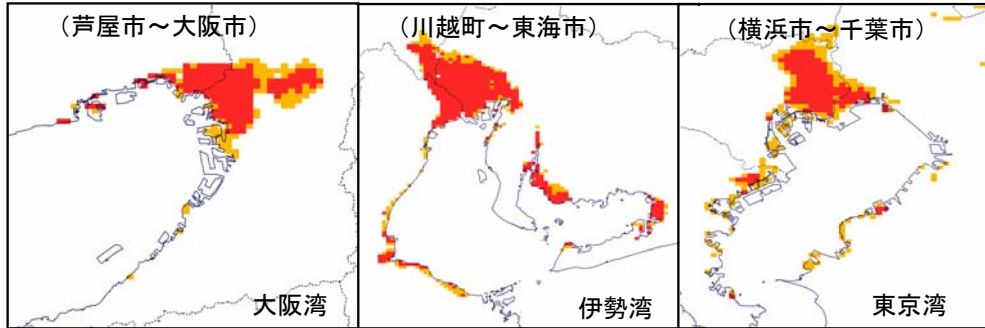 （芦屋市～大阪市）
大阪湾
（川越町～東海市）
伊勢湾
（横浜市～千葉市）
東京湾